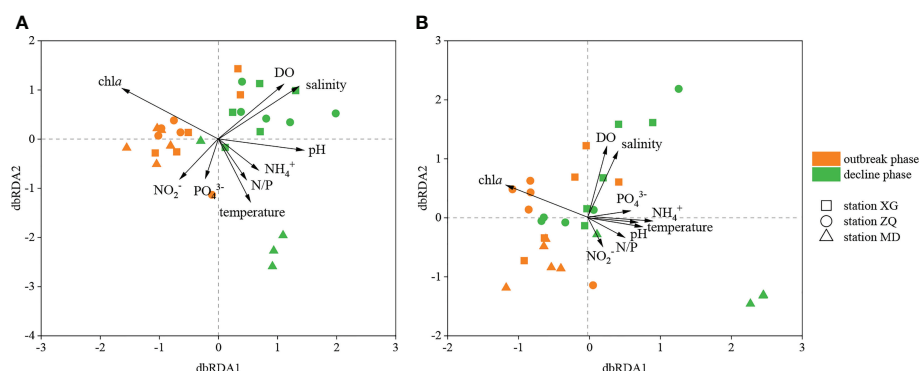 A
2
1
0
-1
-2
-3
-4
-3
-2
-1
0
1
2
3
dbRDA2
dbRDA1
chla
DO
salinity
pH
NH₄⁺
N/P
temperature
PO₄³⁻
NO₂⁻
B
3
2
1
0
-1
-2
-2
-1
0
1
2
3
dbRDA2
dbRDA1
DO
salinity
chla
PO₄³⁻
NH₄⁺
temperature
pH
N/P
NO₂⁻
outbreak phase
decline phase
station XG
station ZQ
station MD